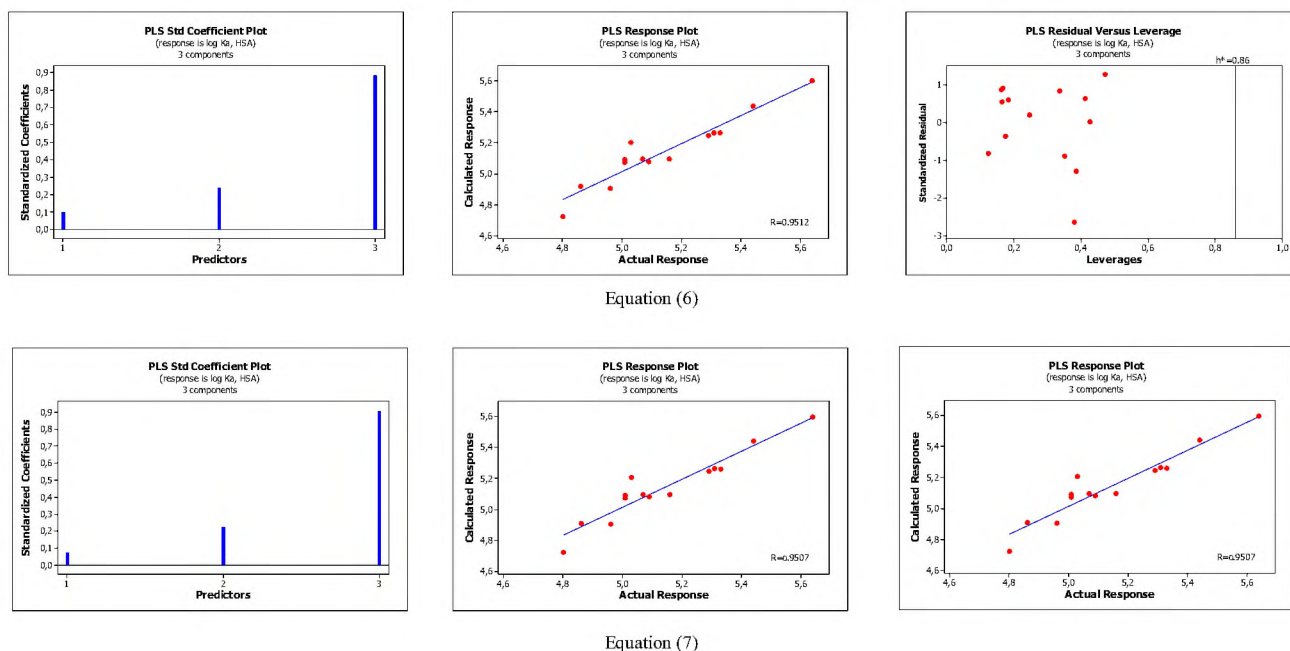 PLS Std Coefficient Plot
(response is log Ka, HSA)
3 components
0,9
0,8
0,7
0,6
0,5
0,4
0,3
0,2
0,1
0,0
Standardized Coefficients
1 2 3
Predictors
PLS Response Plot
(response is log Ka, HSA)
3 components
5,6
5,4
5,2
5,0
4,8
4,6
Calculated Response
R=0.9512
4,6 4,8 5,0 5,2 5,4 5,6
Actual Response
PLS Residual Versus Leverage
(response is log Ka, HSA)
3 components
h*=0.86
1
0
-1
-2
-3
Standardized Residual
0,0 0,2 0,4 0,6 0,8 1,0
Leverages
Equation (6)
PLS Std Coefficient Plot
(response is log Ka, HSA)
3 components
0,9
0,8
0,7
0,6
0,5
0,4
0,3
0,2
0,1
0,0
Standardized Coefficients
1 2 3
Predictors
PLS Response Plot
(response is log Ka, HSA)
3 components
5,6
5,4
5,2
5,0
4,8
4,6
Calculated Response
R=0.9507
4,6 4,8 5,0 5,2 5,4 5,6
Actual Response
PLS Response Plot
(response is log Ka, HSA)
3 components
5,6
5,4
5,2
5,0
4,8
4,6
Calculated Response
R=0.9507
4,6 4,8 5,0 5,2 5,4 5,6
Actual Response
Equation (7)